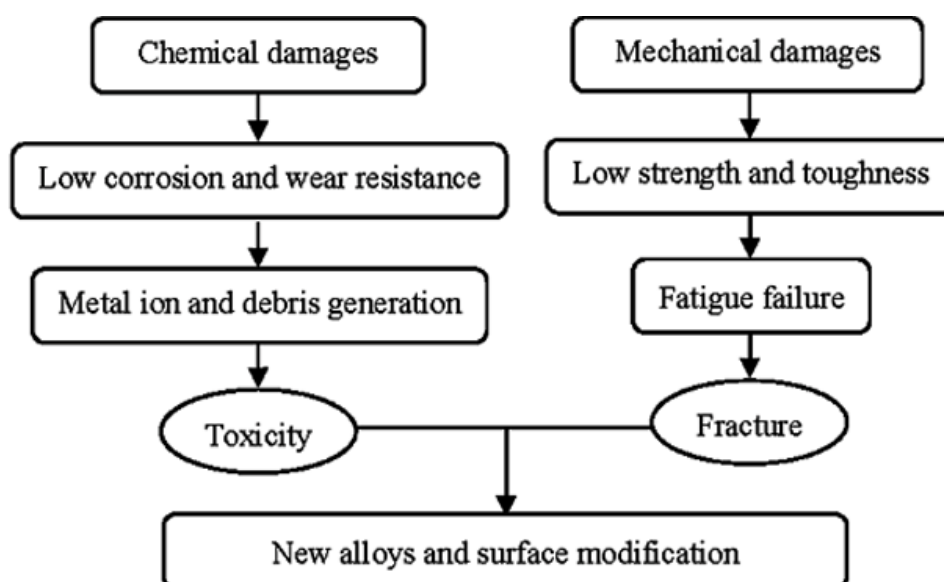 Chemical damages
Mechanical damages
Low corrosion and wear resistance
Low strength and toughness
Metal ion and debris generation
Fatigue failure
Toxicity
Fracture
New alloys and surface modification